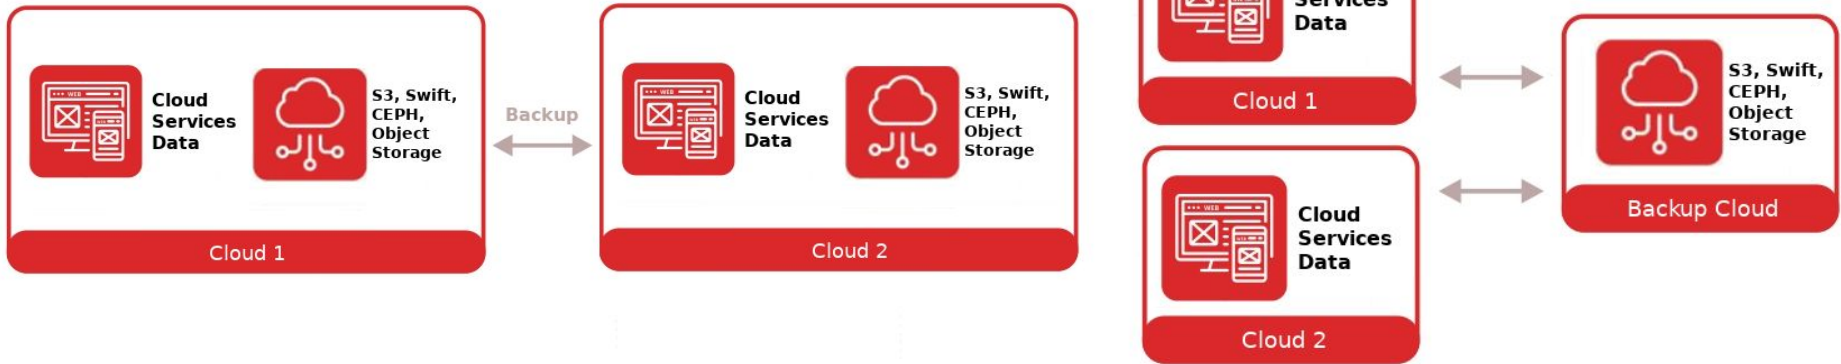 Cloud
Services
Data
S3, Swift,
CEPH,
Object
Storage
Cloud 1
Backup
Cloud
Services
Data
S3, Swift,
CEPH,
Object
Storage
Cloud 2
Services
Data
Cloud 1
Cloud
Services
Data
Cloud 2
S3, Swift,
CEPH,
Object
Storage
Backup Cloud